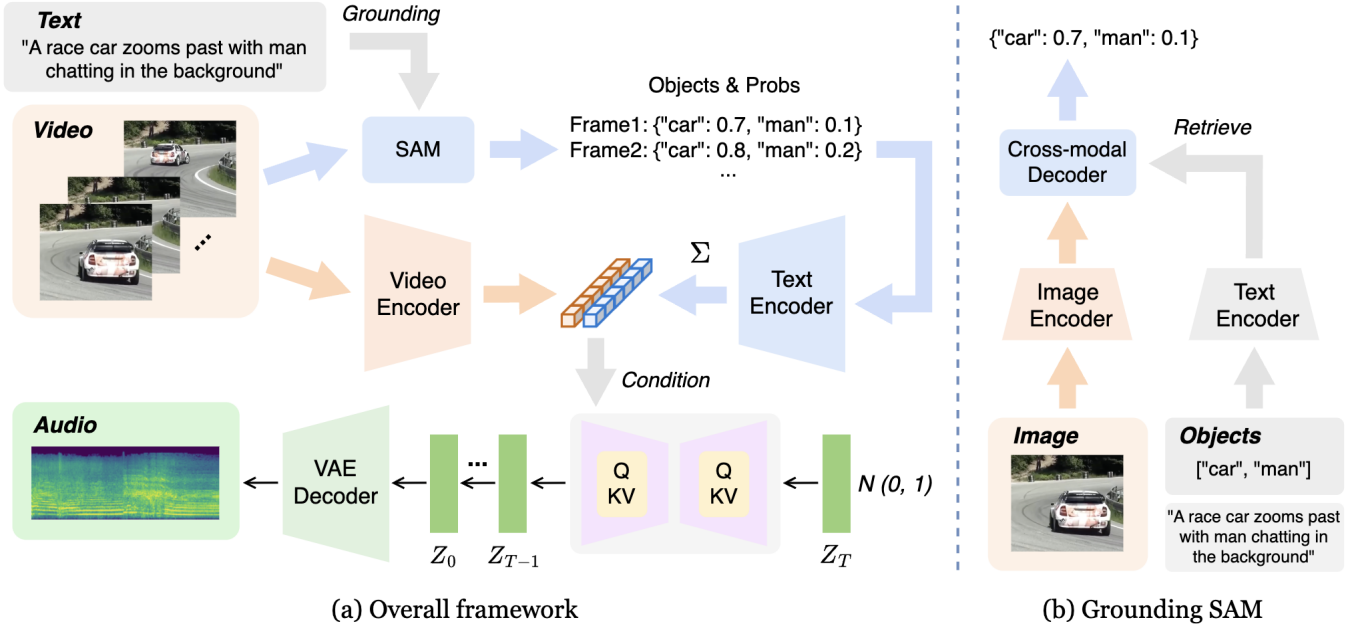 Text
"A race car zooms past with man
chatting in the background"
Grounding
Video
SAM
Objects & Probs
Frame1: {"car": 0.7, "man": 0.1}
Frame2: {"car": 0.8, "man": 0.2}
...
Video
Encoder
Σ
Text
Encoder
Condition
Audio
VAE
Decoder
...
Z_0
Z_{T-1}
Q
KV
Q
KV
Z_T
N (0, 1)
(a) Overall framework
{"car": 0.7, "man": 0.1}
Retrieve
Cross-modal
Decoder
Image
Encoder
Text
Encoder
Image
Objects
["car", "man"]
"A race car zooms past
with man chatting in
the background"
(b) Grounding SAM